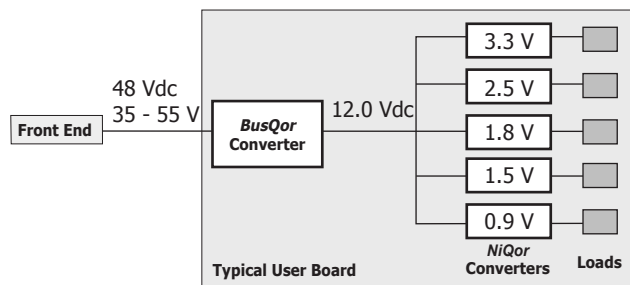 48 Vdc
35 - 55 V
Front End
BusQor
Converter
12.0 Vdc
3.3 V
2.5 V
1.8 V
1.5 V
0.9 V
NiQor
Converters
Loads
Typical User Board